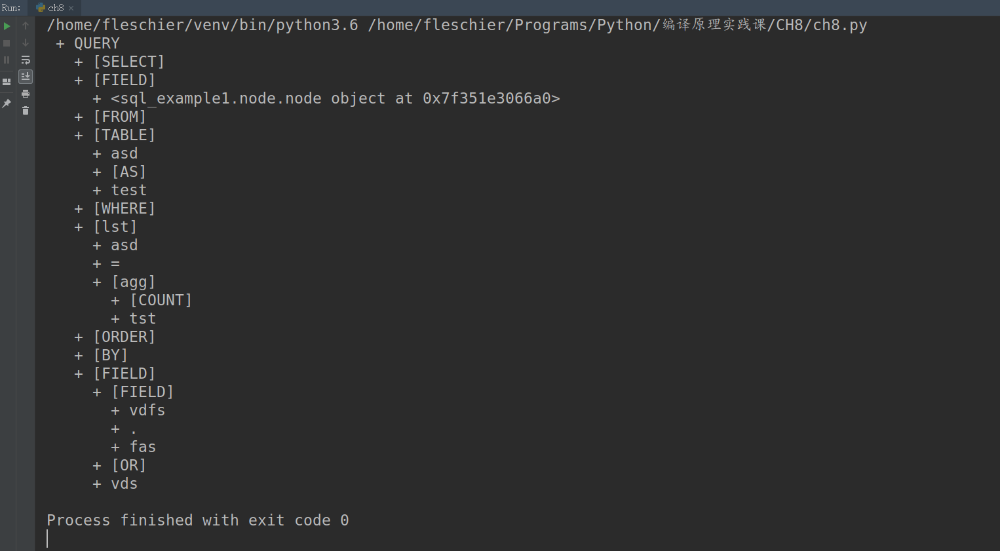 Run: ch8 ×
/home/fleschier/venv/bin/python3.6 /home/fleschier/Programs/Python/编译原理实践课/CH8/ch8.py
+ QUERY
+ [SELECT]
+ [FIELD]
+ <sql_example1.node.node object at 0x7f351e3066a0>
+ [FROM]
+ [TABLE]
+ asd
+ [AS]
+ test
+ [WHERE]
+ [lst]
+ asd
+ =
+ [agg]
+ [COUNT]
+ tst
+ [ORDER]
+ [BY]
+ [FIELD]
+ [FIELD]
+ vdfs
+ .
+ fas
+ [OR]
+ vds
Process finished with exit code 0